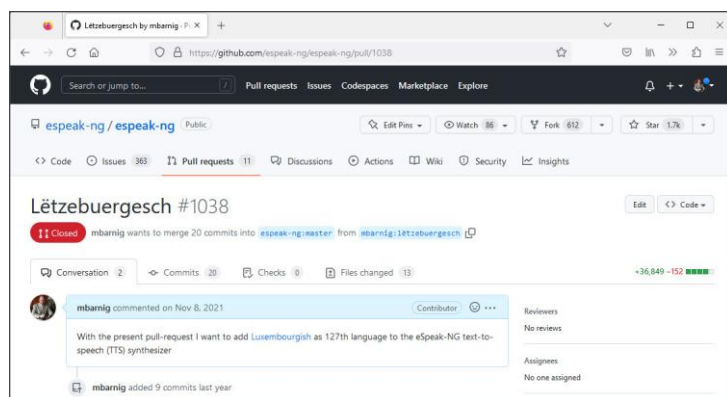 Lëtzebuergesch by mbarnig · Pu
https://github.com/espeak-ng/espeak-ng/pull/1038
Search or jump to...
/
Pull requests Issues Codespaces Marketplace Explore
espeak-ng / espeak-ng Public
Edit Pins Watch 86 Fork 612 Star 1.7k
Code Issues 363 Pull requests 11 Discussions Actions Wiki Security Insights
Lëtzebuergesch #1038
Edit <> Code
Closed mbarnig wants to merge 20 commits into espeak-ng:master from mbarnig:lëtzebuergesch
Conversation 2 Commits 20 Checks 0 Files changed 13 +36,849 −152
mbarnig commented on Nov 8, 2021 Contributor
With the present pull-request I want to add Luxembourgish as 127th language to the eSpeak-NG text-to-
speech (TTS) synthesizer
Reviewers
No reviews
Assignees
No one assigned
mbarnig added 9 commits last year